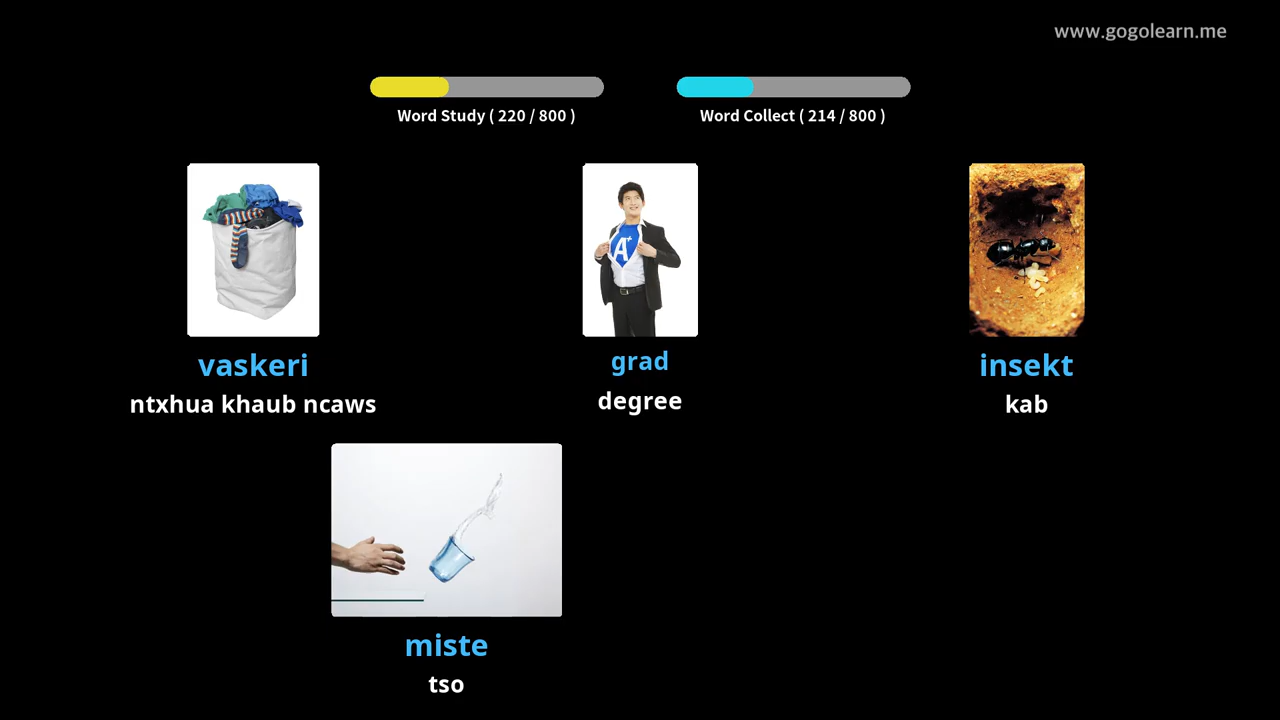 www.gogolearn.me
Word Study ( 220 / 800 )
Word Collect ( 214 / 800 )
A+
vaskeri
ntxhua khaub ncaws
grad
degree
insekt
kab
miste
tso